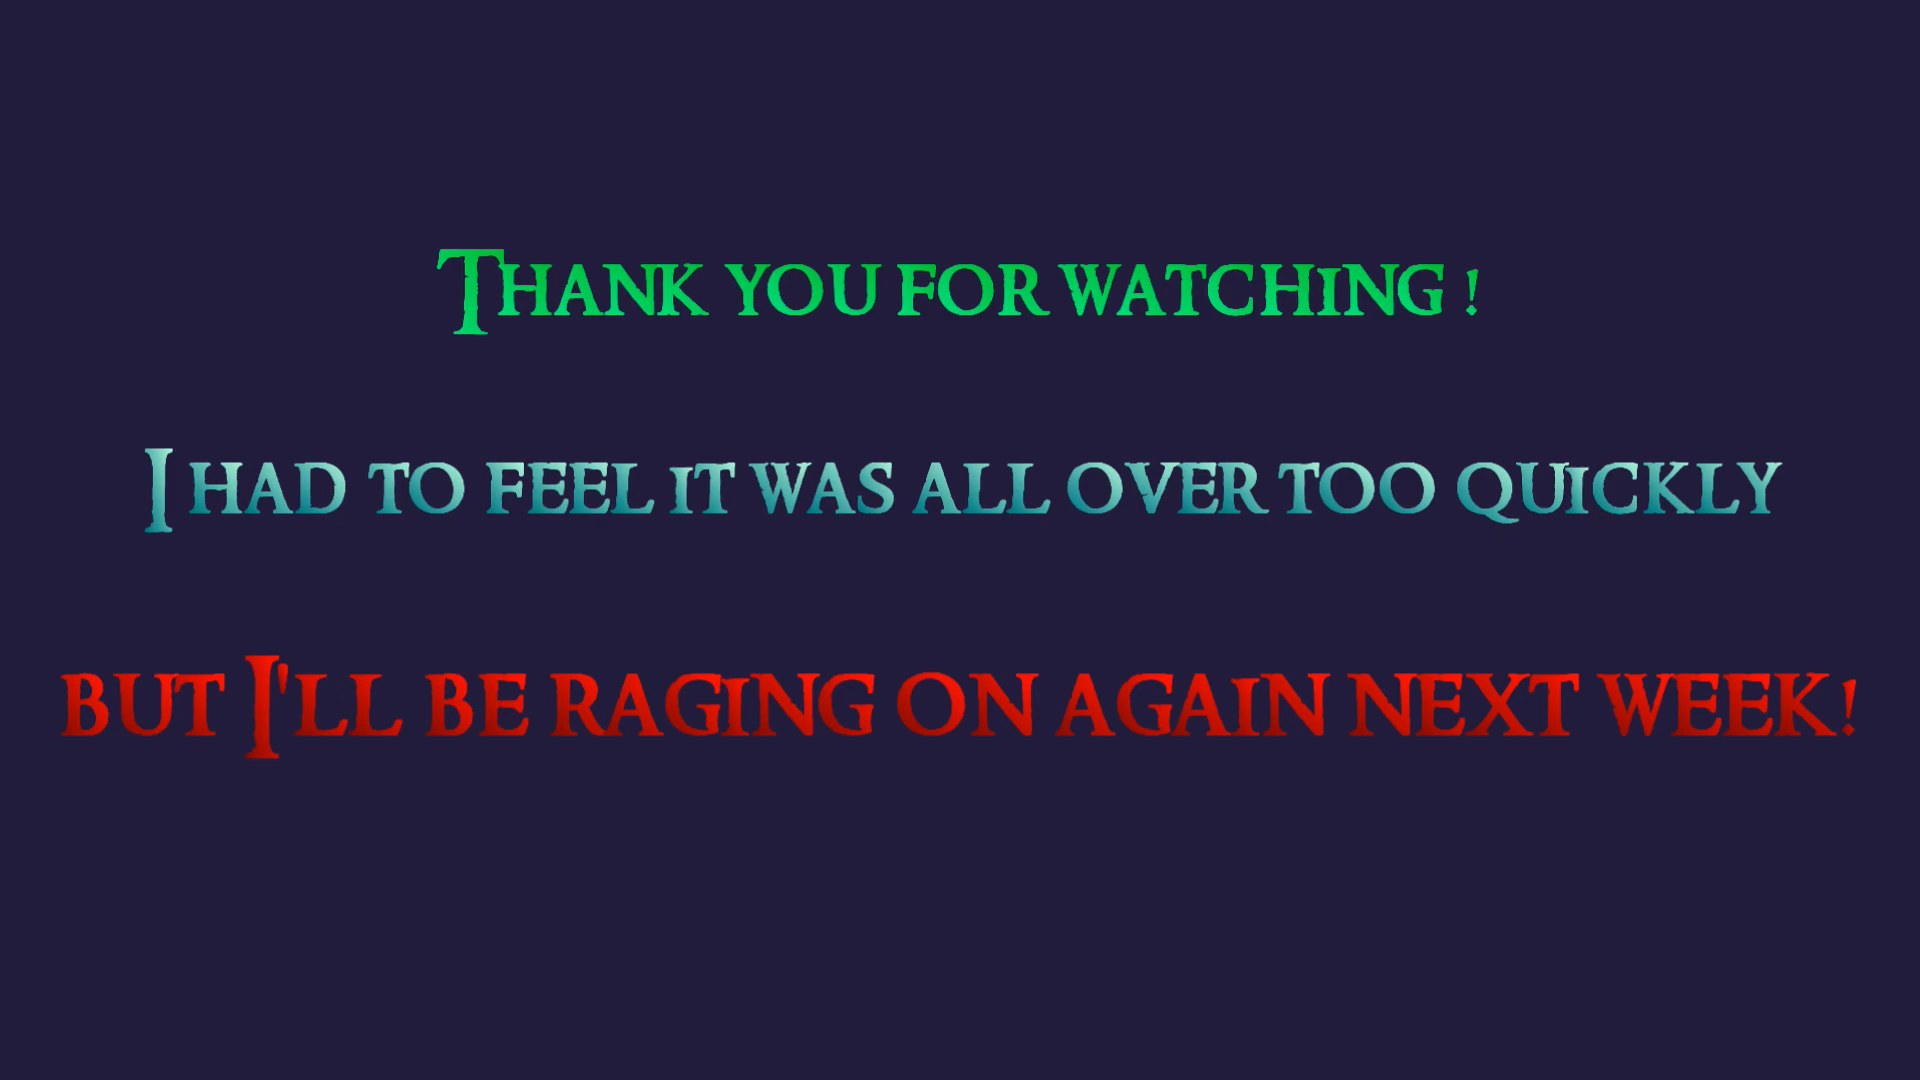 Thank you for watching !
I had to feel it was all over too quickly
but I'll be raging on again next week!